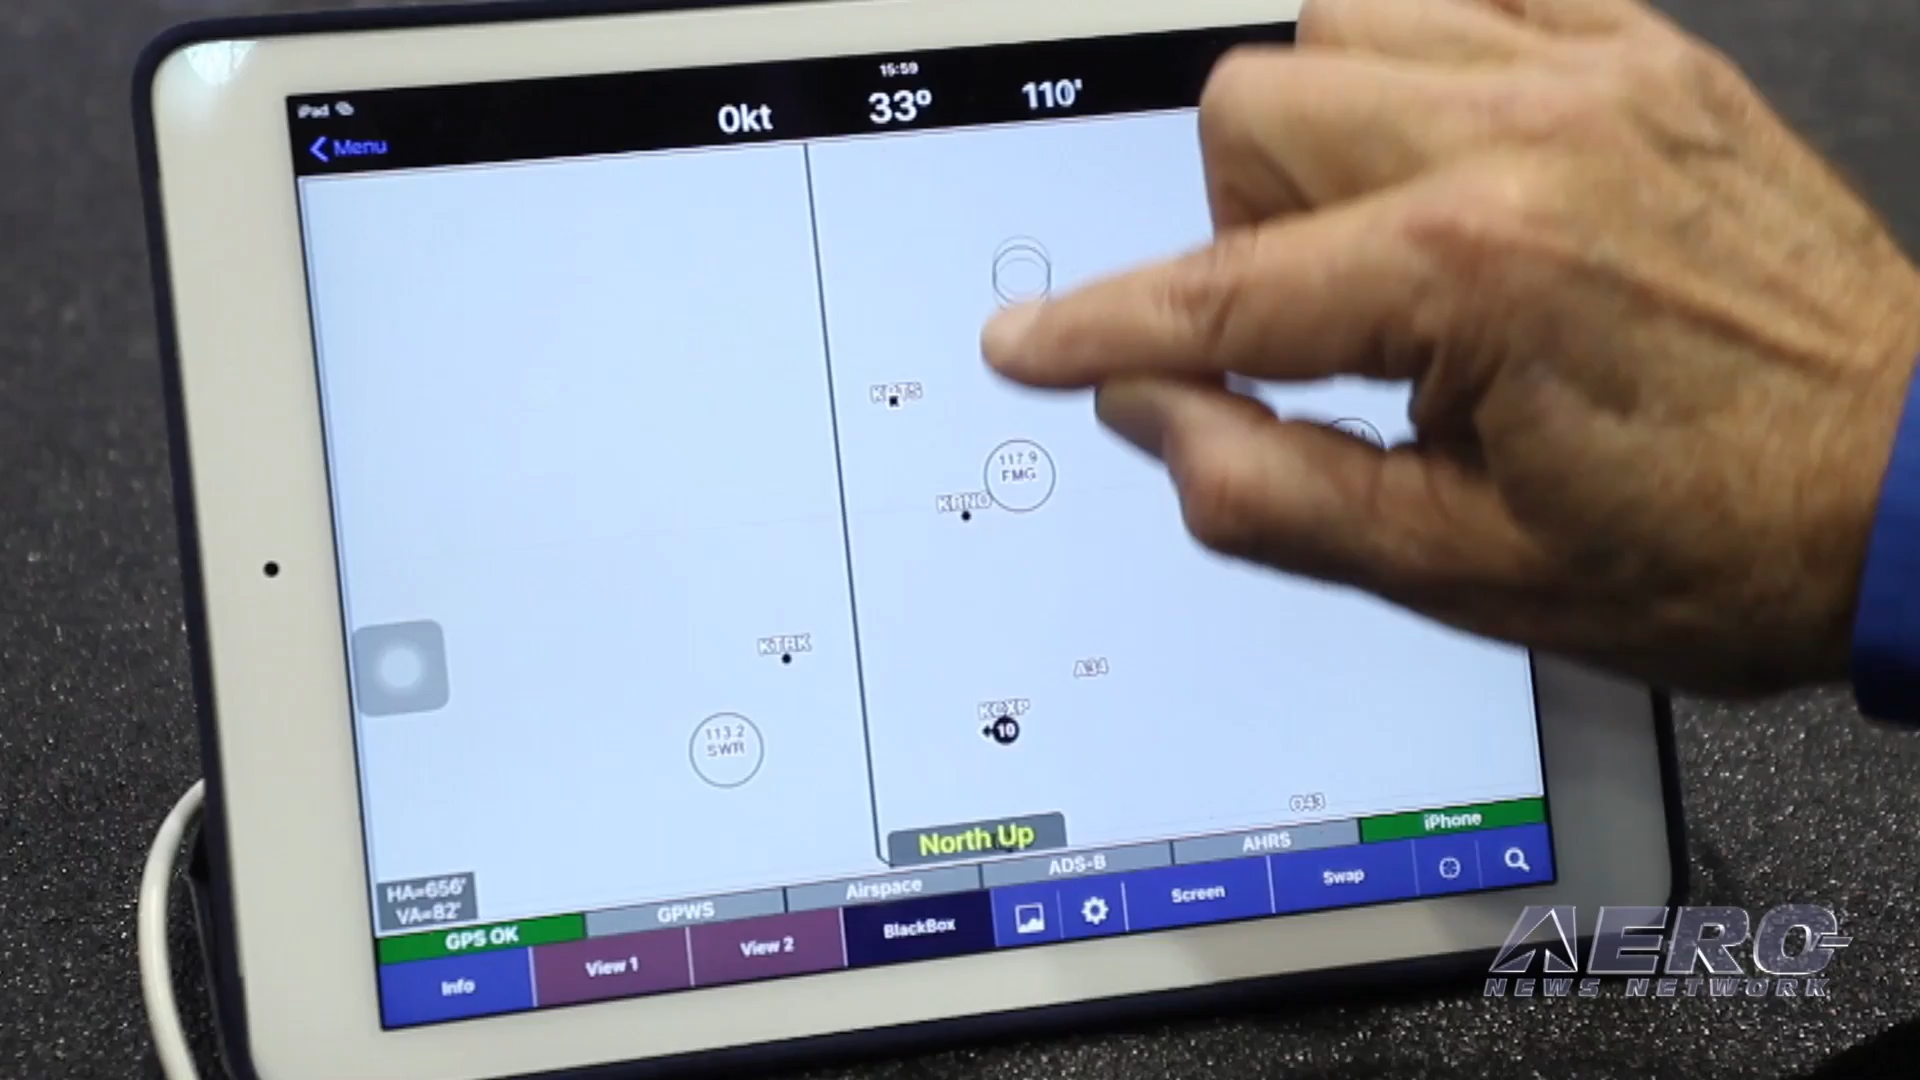 15:59
iPad
0kt 33° 110'
Menu
KRTS
117.9
FMG
KRNO
KTRK
A34
KCXP
10
113.2
SWR
O43
North Up
iPhone
AHRS
ADS-B
Airspace
GPWS
GPS OK
HA=656'
VA=82'
Info View 1 View 2 BlackBox Screen Swap
AERO
NEWS NETWORK